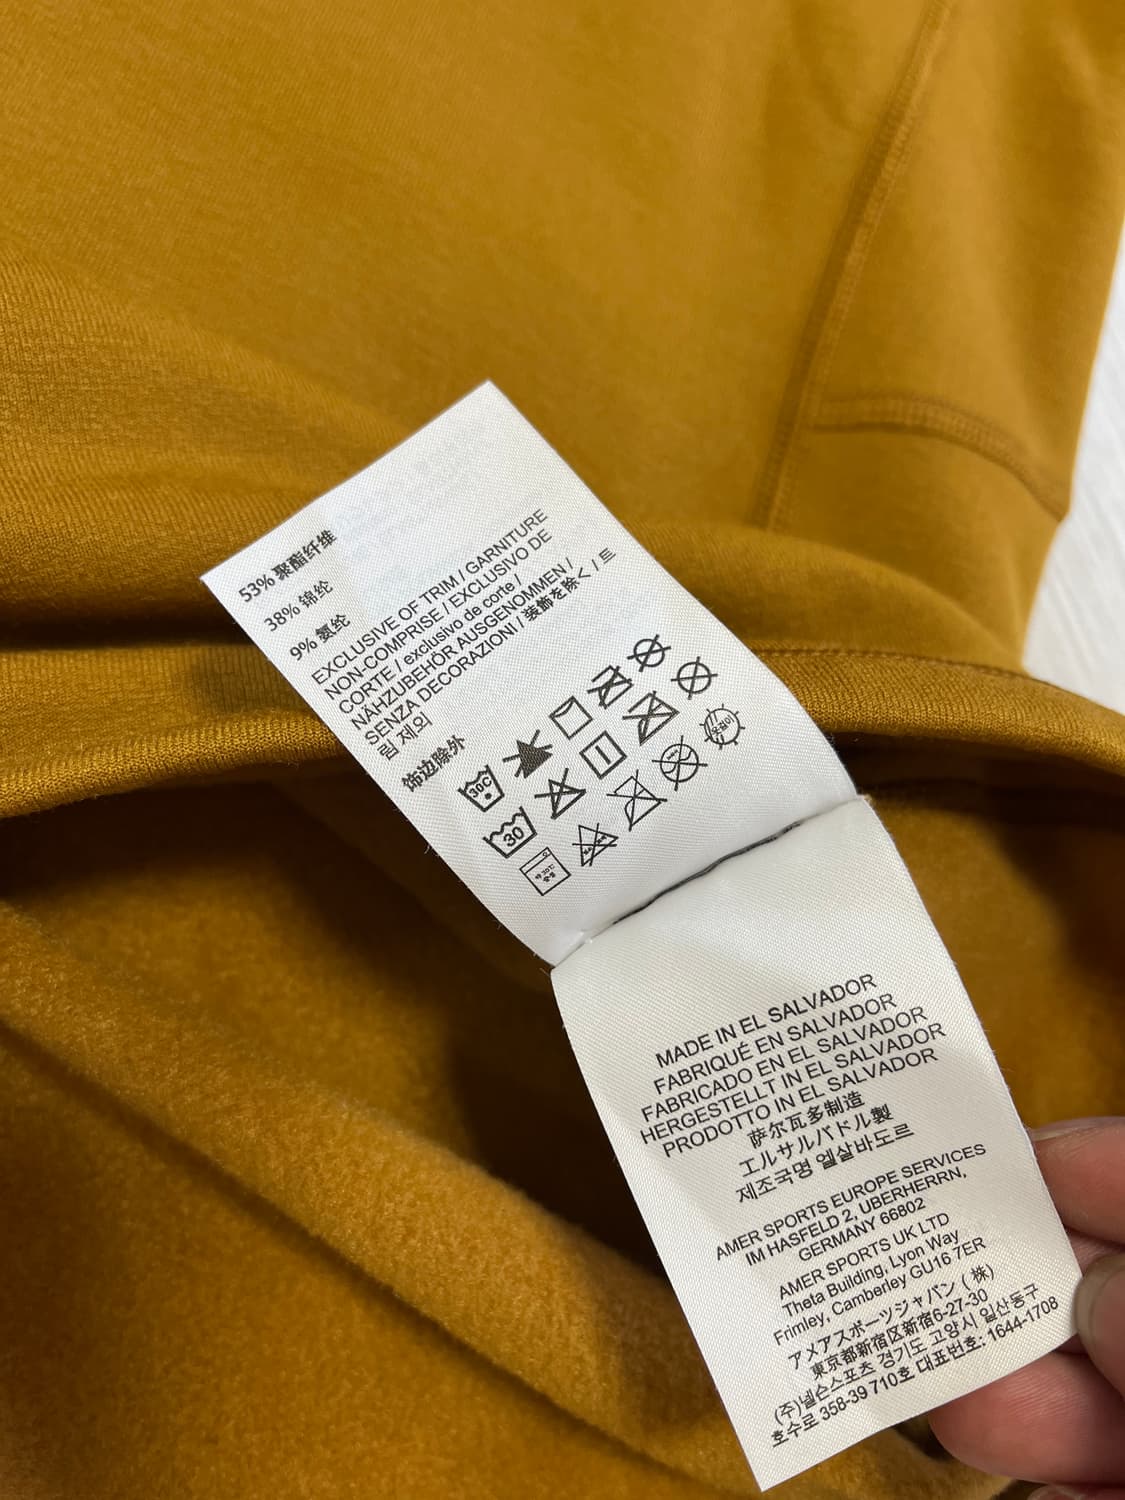 53% 聚酯纤维
38% 锦纶
9% 氨纶
EXCLUSIVE OF TRIM / GARNITURE
NON-COMPRISE / EXCLUSIVO DE
CORTE / exclusivo de corte /
NÄHZUBEHÖR AUSGENOMMEN /
SENZA DECORAZIONI / 装飾を除く / 트
림 제외
饰边除外
30C
30
MADE IN EL SALVADOR
FABRIQUÉ EN SALVADOR
FABRICADO EN EL SALVADOR
HERGESTELLT IN EL SALVADOR
PRODOTTO IN EL SALVADOR
萨尔瓦多制造
エルサルバドル製
제조국명 엘살바도르
AMER SPORTS EUROPE SERVICES
IM HASFELD 2, UBERHERRN,
GERMANY 66802
AMER SPORTS UK LTD
Theta Building, Lyon Way
Frimley, Camberley GU16 7ER
アメアスポーツジャパン (株)
東京都新宿区新宿6-27-30
(주)넬슨스포츠 경기도 고양시 일산동구
호수로 358-39 710호 대표번호: 1644-1708